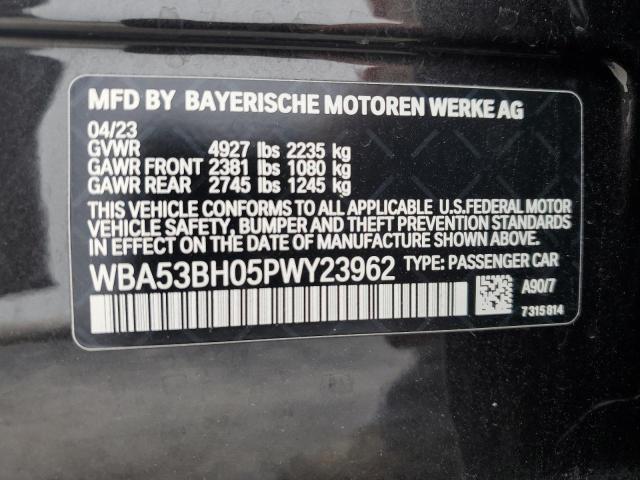 MFD BY BAYERISCHE MOTOREN WERKE AG
04/23
GVWR 4927 lbs 2235 kg
GAWR FRONT 2381 lbs 1080 kg
GAWR REAR 2745 lbs 1245 kg
THIS VEHICLE CONFORMS TO ALL APPLICABLE U.S.FEDERAL MOTOR
VEHICLE SAFETY, BUMPER AND THEFT PREVENTION STANDARDS
IN EFFECT ON THE DATE OF MANUFACTURE SHOWN ABOVE.
WBA53BH05PWY23962 TYPE: PASSENGER CAR
A90/7
7315814